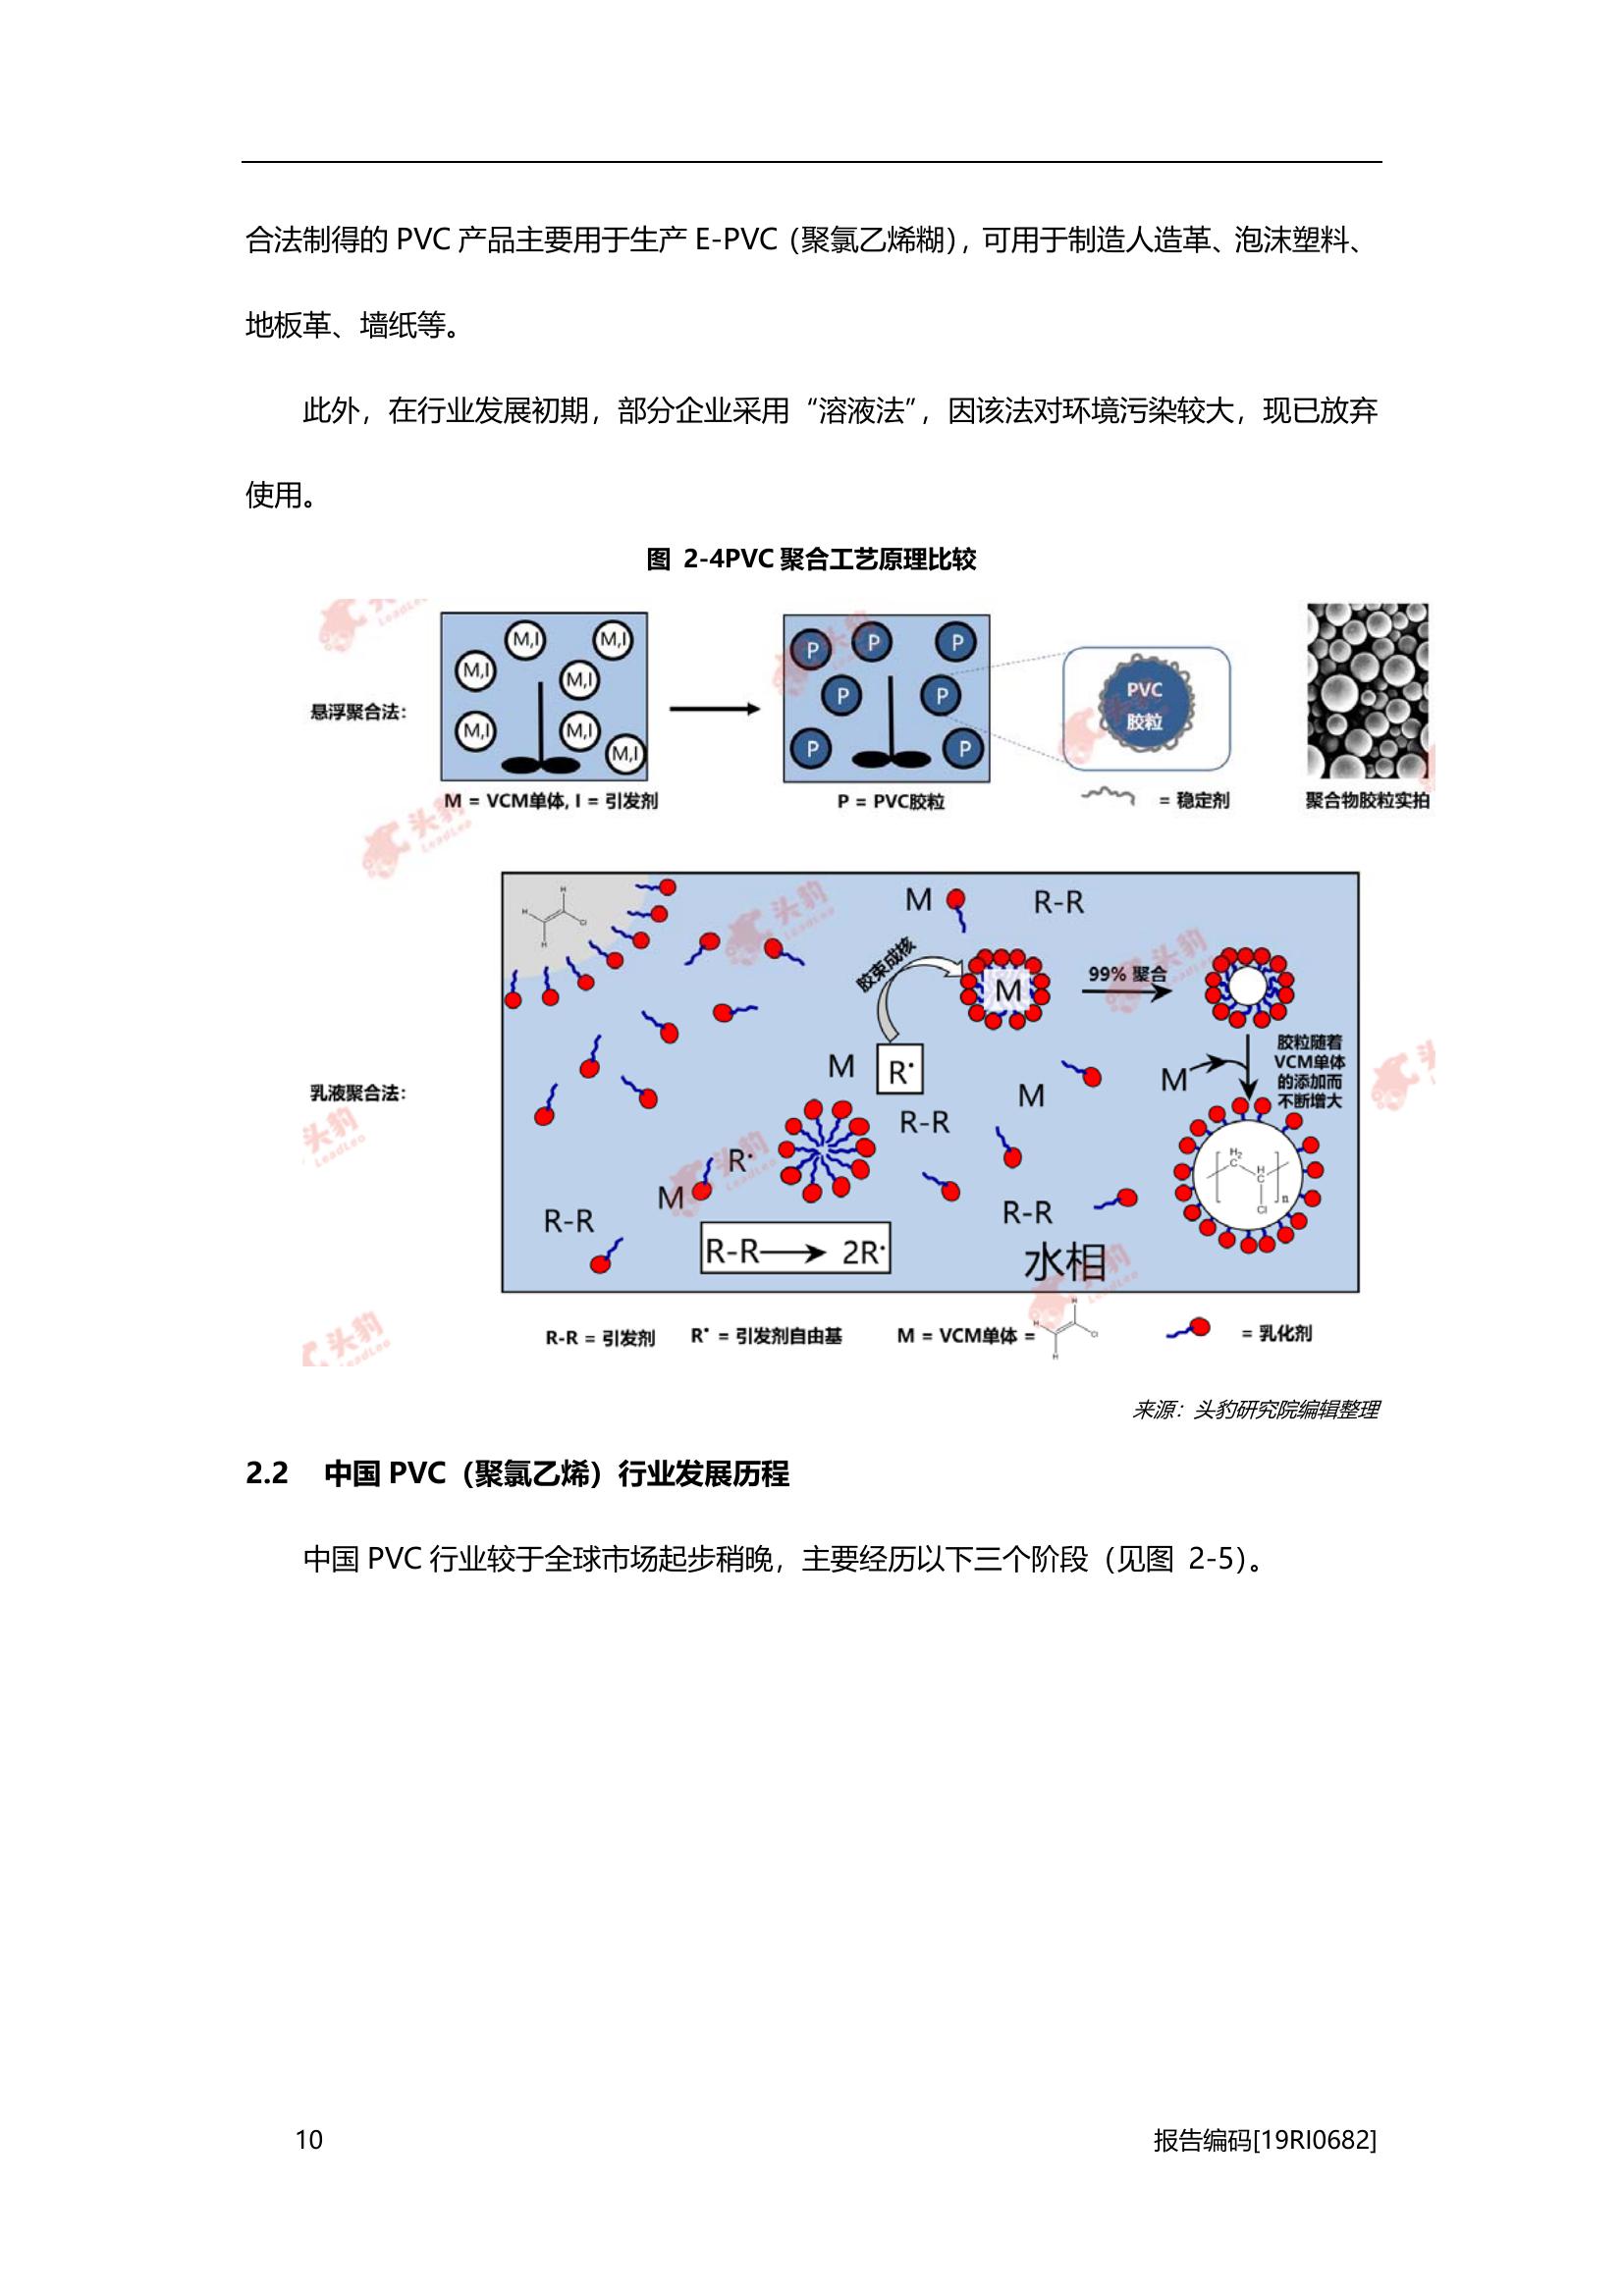 合法制得的 PVC 产品主要用于生产 E-PVC（聚氯乙烯糊），可用于制造人造革、泡沫塑料、
地板革、墙纸等。
此外，在行业发展初期，部分企业采用“溶液法”，因该法对环境污染较大，现已放弃
使用。
图 2-4PVC 聚合工艺原理比较
悬浮聚合法：
M,I
M,I
M,I
M,I
M,I
M,I
M,I
M = VCM单体, I = 引发剂
P
P
P
P
P
P
P
P = PVC胶粒
PVC
胶粒
= 稳定剂
聚合物胶粒实拍
乳液聚合法：
H
H
Cl
H
M
R-R
胶束成核
M
99% 聚合
M
R•
M
M
胶粒随着
VCM单体
的添加而
不断增大
R-R
R•
M
R-R
R-R
H2
C
H
C
Cl
n
R-R 2R•
水相
R-R = 引发剂
R• = 引发剂自由基
M = VCM单体 =
H
H
Cl
H
= 乳化剂
头豹
LeadLeo
来源：头豹研究院编辑整理
2.2 中国 PVC（聚氯乙烯）行业发展历程
中国 PVC 行业较于全球市场起步稍晚，主要经历以下三个阶段（见图 2-5）。
10
报告编码[19RI0682]